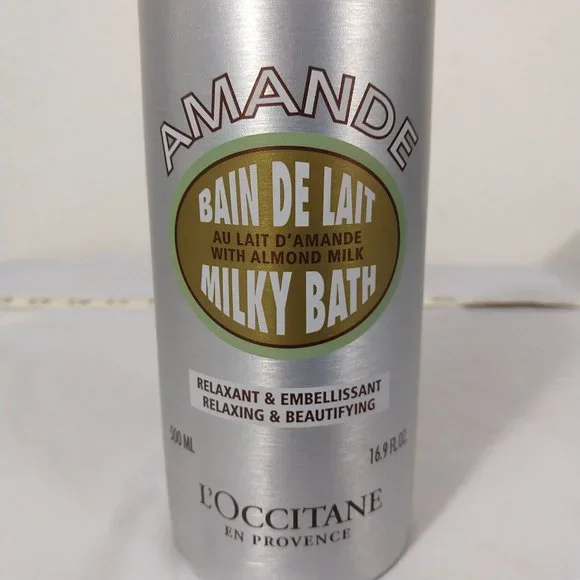 AMANDE
BAIN DE LAIT
AU LAIT D'AMANDE
WITH ALMOND MILK
MILKY BATH
RELAXANT & EMBELLISSANT
RELAXING & BEAUTIFYING
500 ML
16.9 FL.OZ.
L'OCCITANE
EN PROVENCE